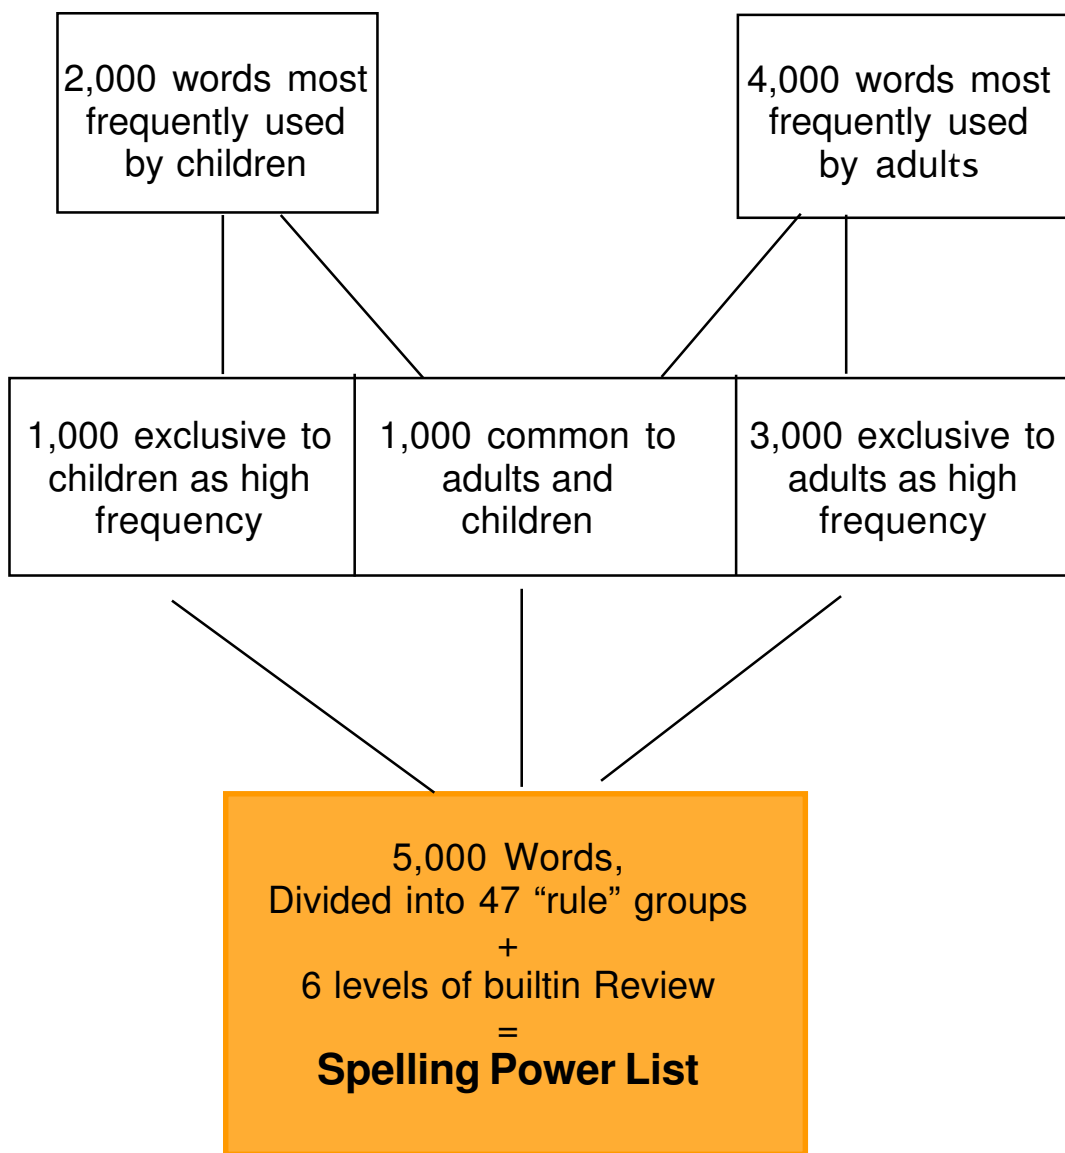 2,000 words most
frequently used
by children
4,000 words most
frequently used
by adults
1,000 exclusive to
children as high
frequency
1,000 common to
adults and
children
3,000 exclusive to
adults as high
frequency
5,000 Words,
Divided into 47 “rule” groups
+
6 levels of builtin Review
=
Spelling Power List